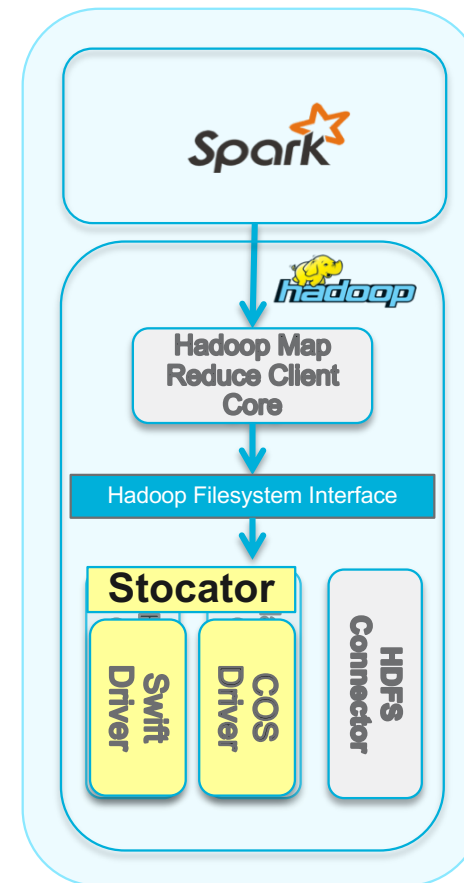 Spark
hadoop
Hadoop Map
Reduce Client
Core
Hadoop Filesystem Interface
Stocator
Swift
Driver
COS
Driver
HDFS
Connector